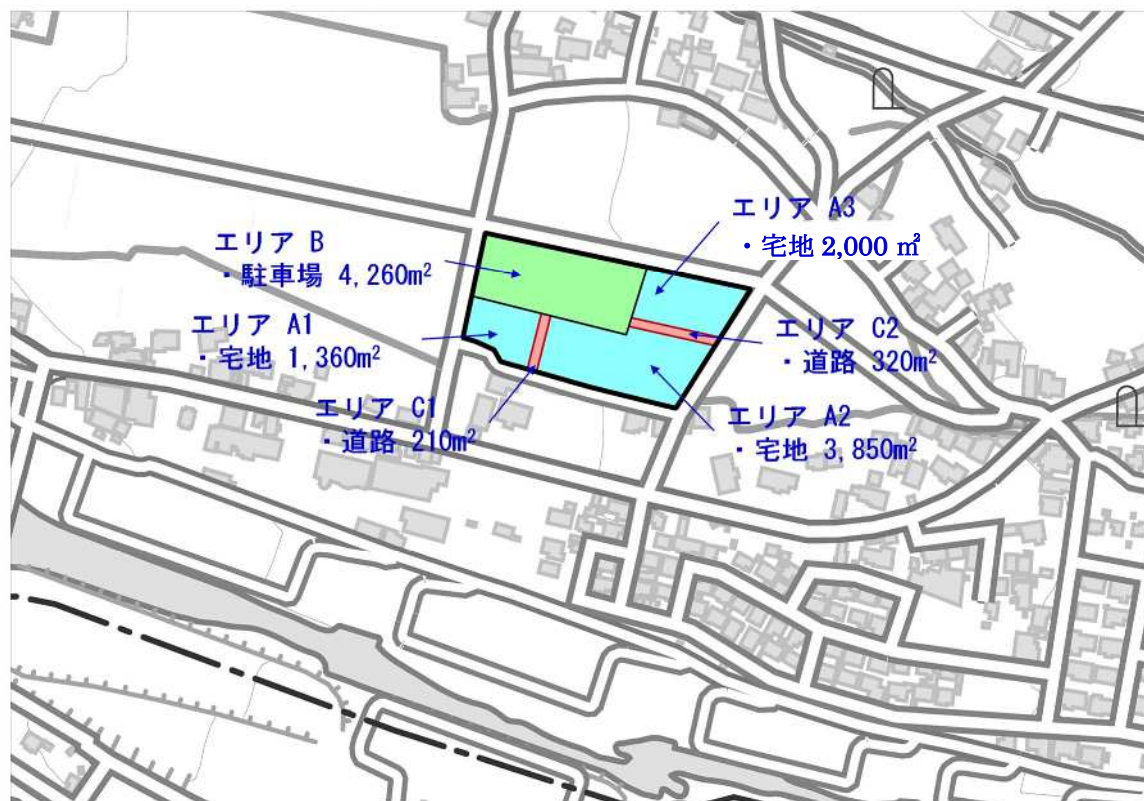 エリア A3
・宅地 2,000 ㎡
エリア B
・駐車場 4,260m²
エリア A1
・宅地 1,360m²
エリア C2
・道路 320m²
エリア C1
・道路 210m²
エリア A2
・宅地 3,850m²